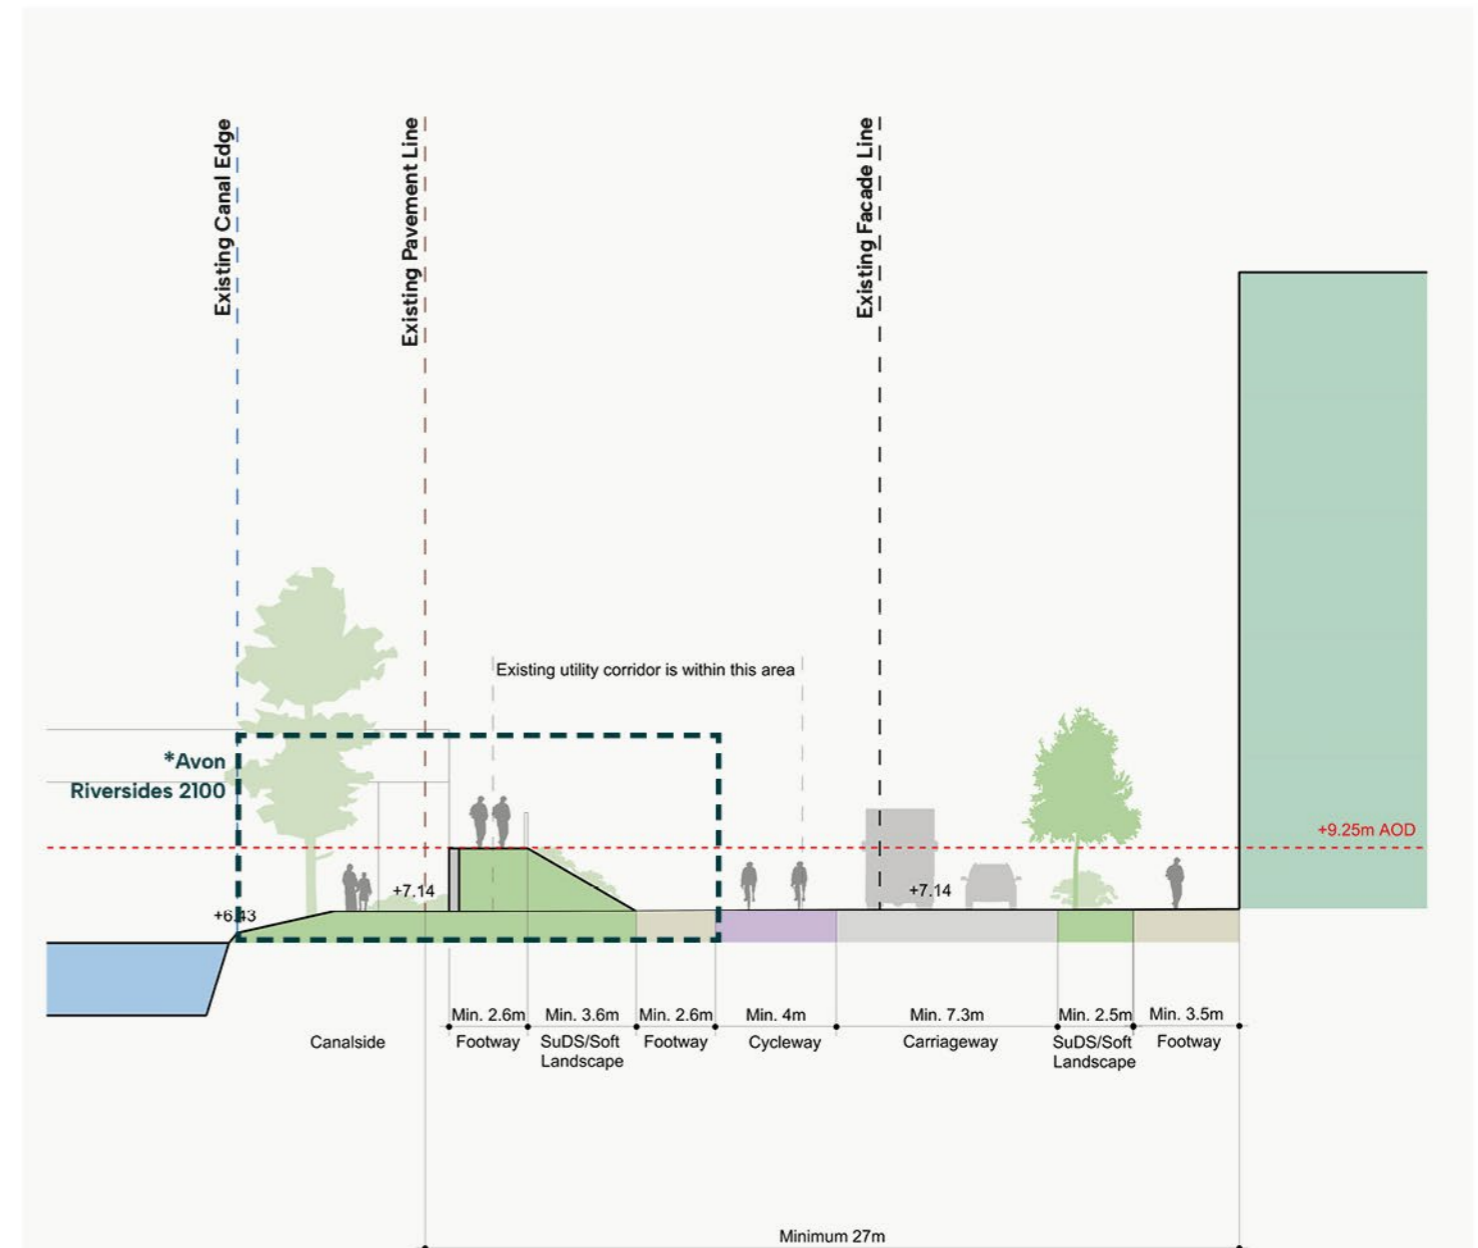 Existing Canal Edge
Existing Pavement Line
Existing Facade Line
Existing utility corridor is within this area
*Avon
Riversides 2100
+9.25m AOD
+7.14
+7.14
+6.43
Min. 2.6m
Min. 3.6m
Min. 2.6m
Min. 4m
Min. 7.3m
Min. 2.5m
Min. 3.5m
Canalside
Footway
SuDS/Soft
Landscape
Footway
Cycleway
Carriageway
SuDS/Soft
Landscape
Footway
Minimum 27m